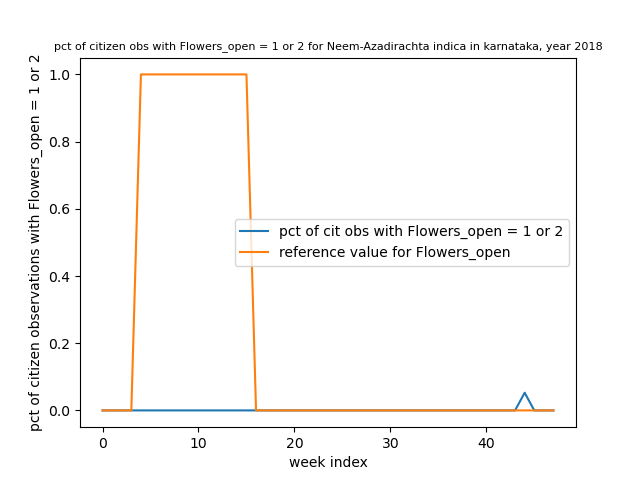 pct of citizen obs with Flowers_open = 1 or 2 for Neem-Azadirachta indica in karnataka, year 2018
pct of citizen observations with Flowers_open = 1 or 2
1.0
0.8
0.6
0.4
0.2
0.0
pct of cit obs with Flowers_open = 1 or 2
reference value for Flowers_open
0 10 20 30 40
week index